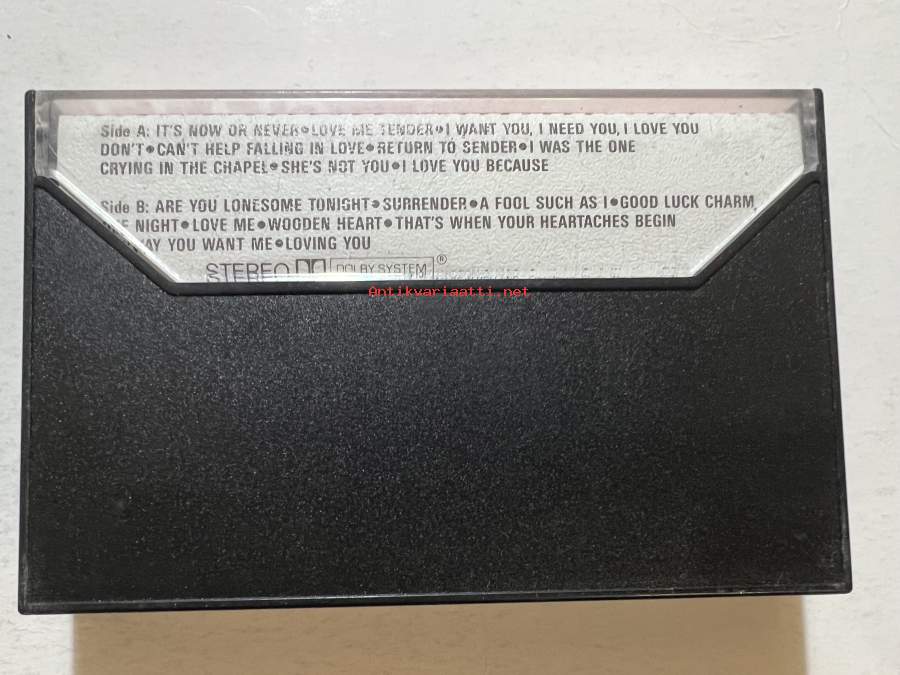 Side A: IT'S NOW OR NEVER•LOVE ME TENDER•I WANT YOU, I NEED YOU, I LOVE YOU
DON'T•CAN'T HELP FALLING IN LOVE•RETURN TO SENDER•I WAS THE ONE
CRYING IN THE CHAPEL•SHE'S NOT YOU•I LOVE YOU BECAUSE
Side B: ARE YOU LONESOME TONIGHT•SURRENDER•A FOOL SUCH AS I•GOOD LUCK CHARM
NIGHT•LOVE ME•WOODEN HEART•THAT'S WHEN YOUR HEARTACHES BEGIN
YOU WANT ME•LOVING YOU
STEREO DOLBY SYSTEM ®
Antikvariaatti.net